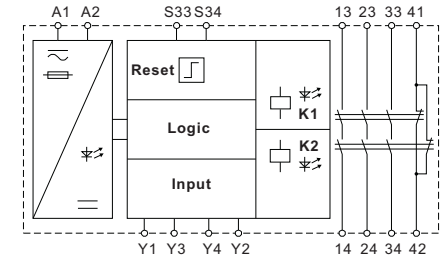 A1 A2 S33 S34 13 23 33 41
Reset
K1
Logic
K2
Input
Y1 Y3 Y4 Y2 14 24 34 42